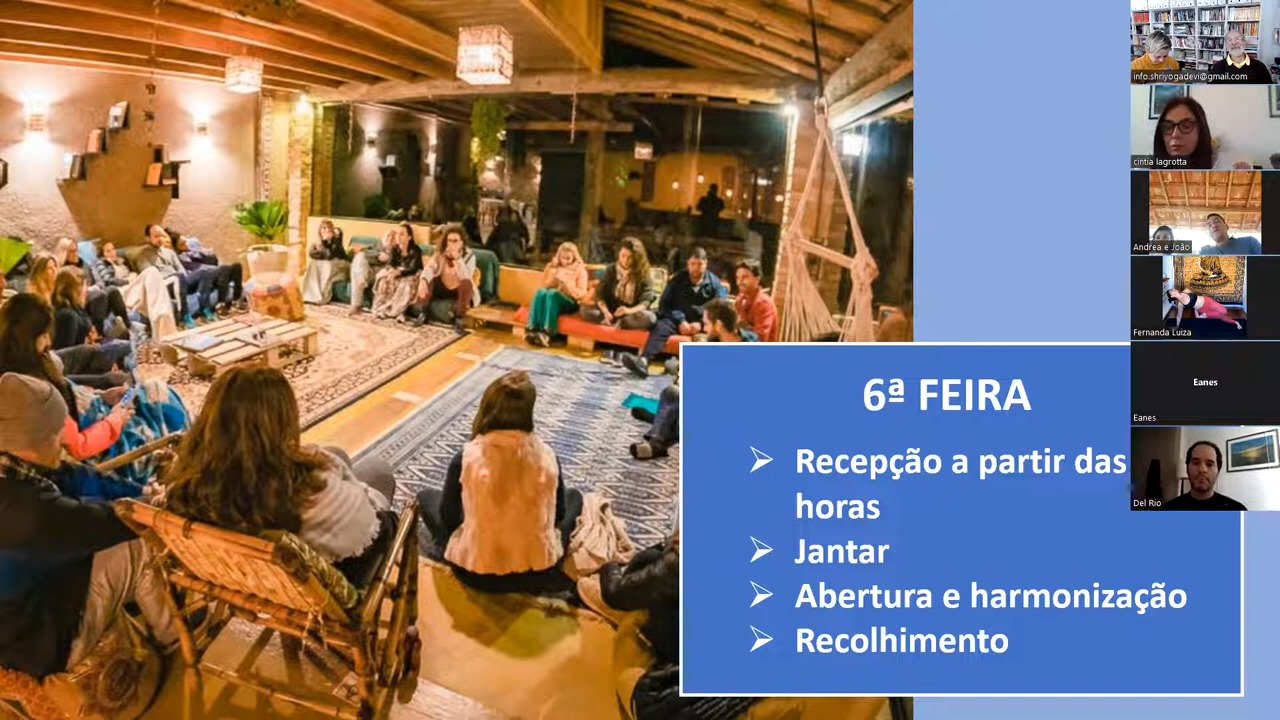 6ª FEIRA
Recepção a partir das
horas
Jantar
Abertura e harmonização
Recolhimento
info.shriyogadevi@gmail.com
cintia lagrotta
Andrea e João
Fernanda Luiza
Eanes
Eanes
Del Rio